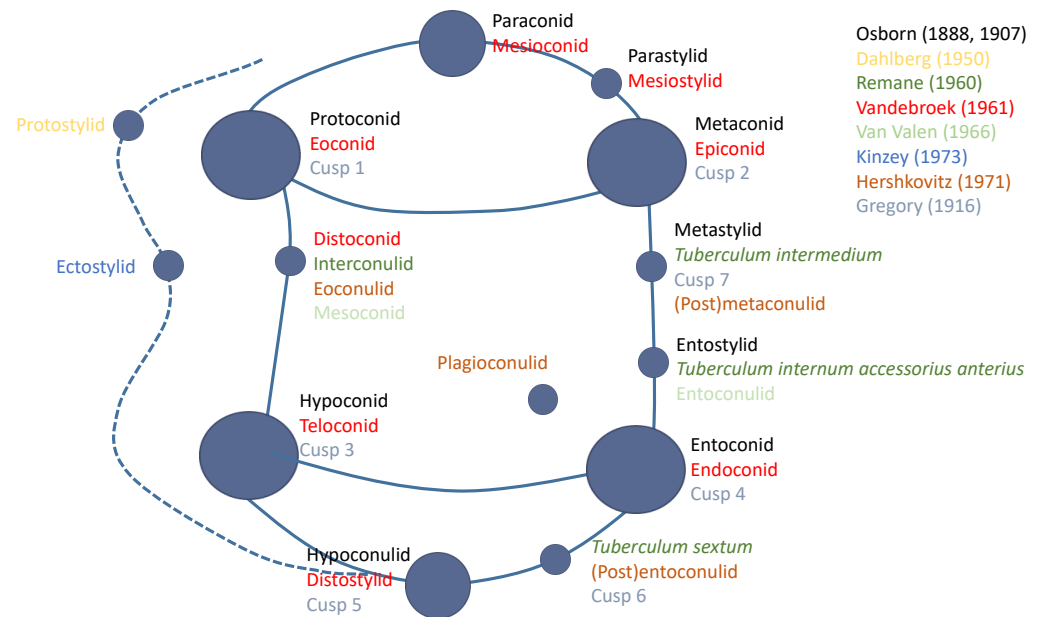 Paraconid
Mesioconid
Parastylid
Mesiostylid
Osborn (1888, 1907)
Dahlberg (1950)
Remane (1960)
Vandebroek (1961)
Van Valen (1966)
Kinzey (1973)
Hershkovitz (1971)
Gregory (1916)
Protostylid
Protoconid
Eoconid
Cusp 1
Metaconid
Epiconid
Cusp 2
Ectostylid
Distoconid
Interconulid
Eoconulid
Mesoconid
Metastylid
Tuberculum intermedium
Cusp 7
(Post)metaconulid
Plagioconulid
Entostylid
Tuberculum internum accessorius anterius
Entoconulid
Hypoconid
Teloconid
Cusp 3
Entoconid
Endoconid
Cusp 4
Hypoconulid
Distostylid
Cusp 5
Tuberculum sextum
(Post)entoconulid
Cusp 6